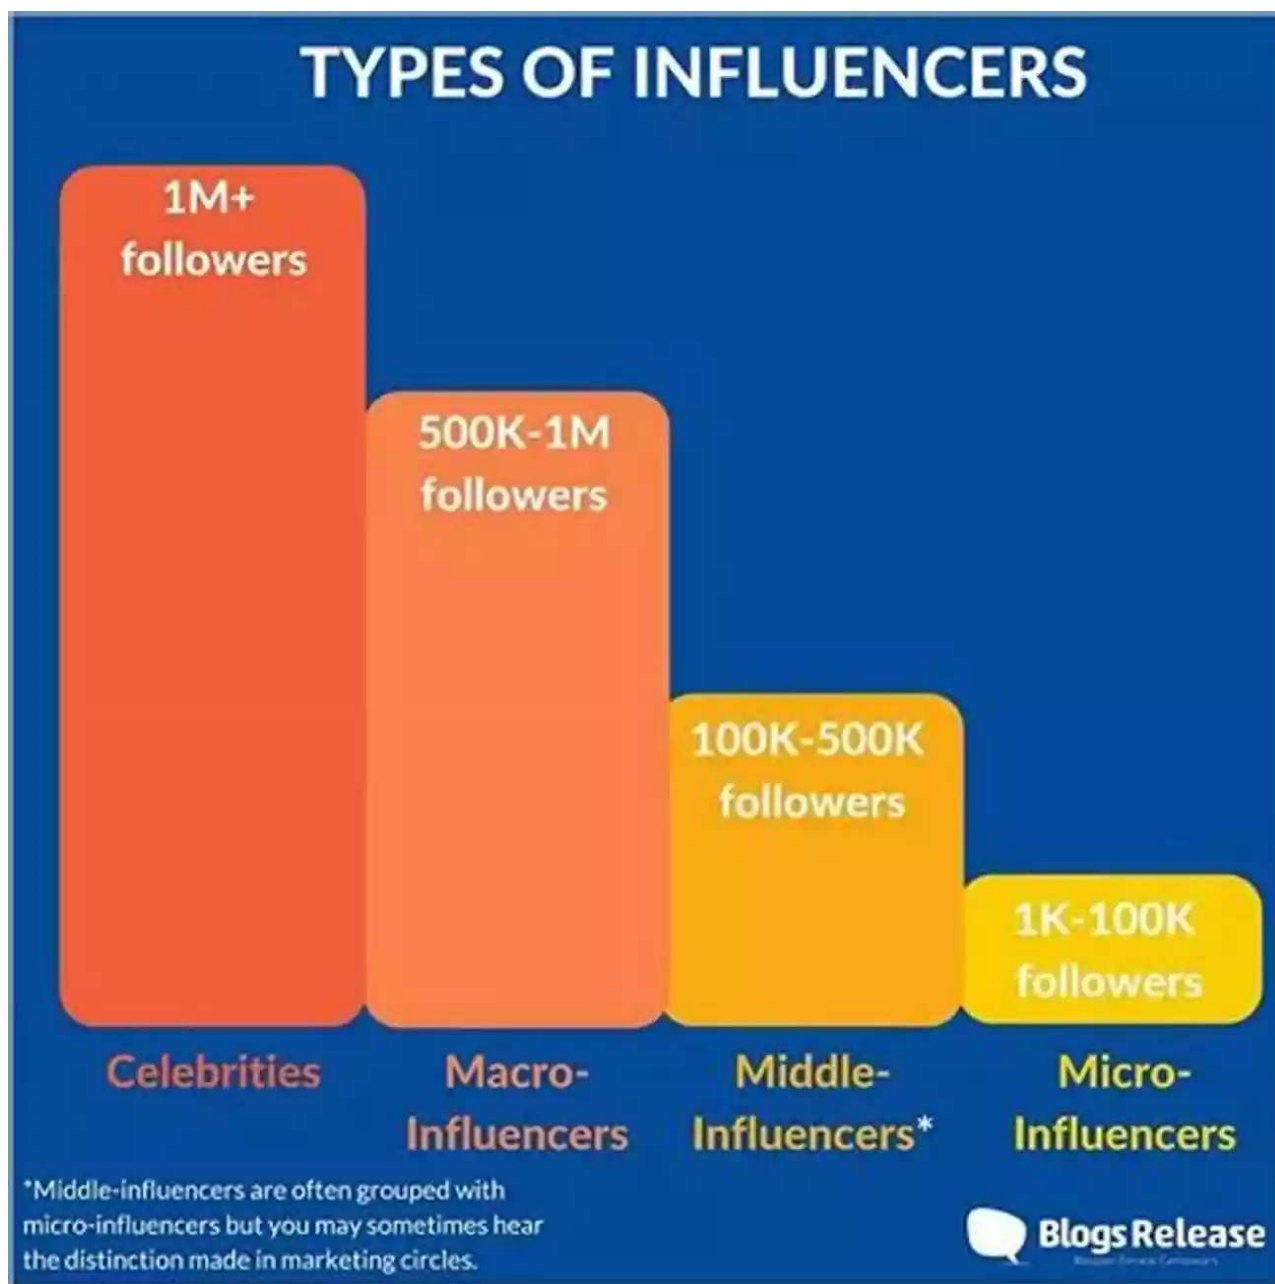 TYPES OF INFLUENCERS
1M+
followers
500K-1M
followers
100K-500K
followers
1K-100K
followers
Celebrities
Macro-
Influencers
Middle-
Influencers*
Micro-
Influencers
*Middle-influencers are often grouped with
micro-influencers but you may sometimes hear
the distinction made in marketing circles.
BlogsRelease